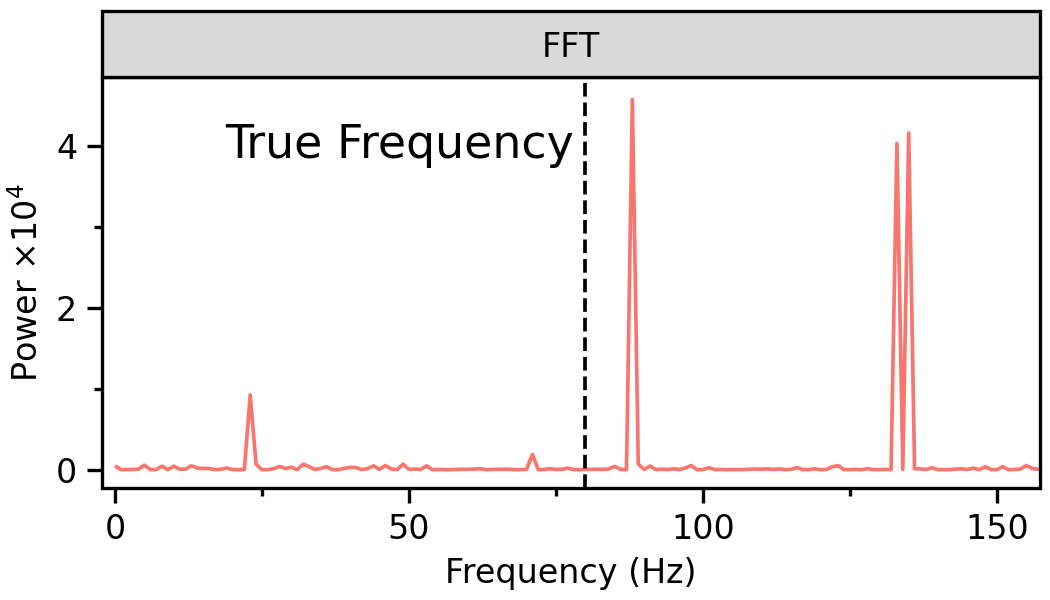 FFT
True Frequency
4
2
0
Power ×10⁴
0 50 100 150
Frequency (Hz)